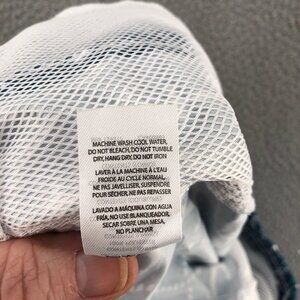 MACHINE WASH COOL WATER,
DO NOT BLEACH, DO NOT TUMBLE
DRY, HANG DRY, DO NOT IRON
LAVER À LA MACHINE À L'EAU
FROIDE AU CYCLE NORMAL,
NE PAS JAVELLISER, SUSPENDRE
POUR SÉCHER, NE PAS REPASSER
LAVADO A MÁQUINA CON AGUA
FRÍA, NO USE BLANQUEADOR,
SECAR SOBRE UNA MESA,
NO PLANCHAR